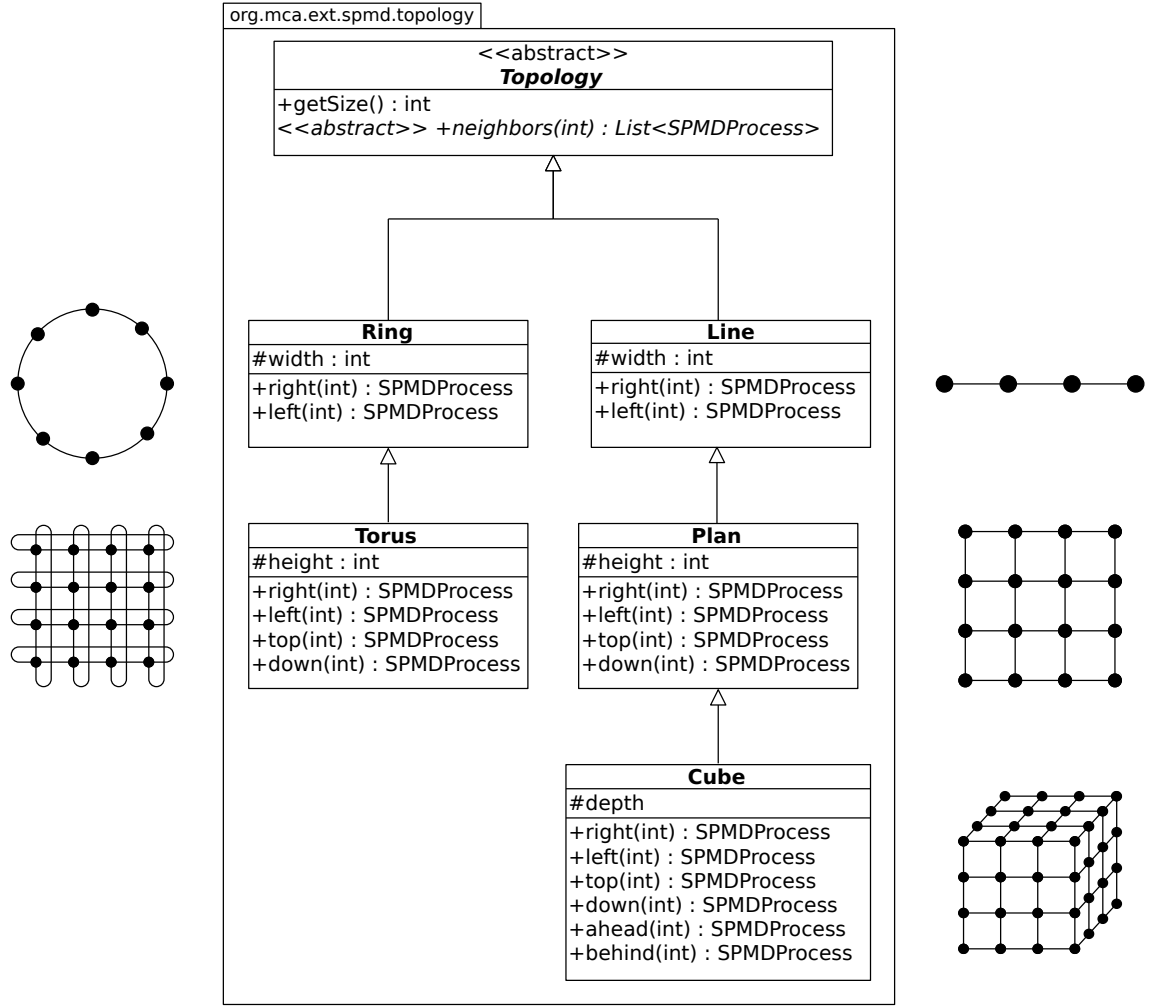 org.mca.ext.spmd.topology
<<abstract>>
Topology
+getSize() : int
<<abstract>> +neighbors(int) : List<SPMDProcess>
Ring
#width : int
+right(int) : SPMDProcess
+left(int) : SPMDProcess
Line
#width : int
+right(int) : SPMDProcess
+left(int) : SPMDProcess
Torus
#height : int
+right(int) : SPMDProcess
+left(int) : SPMDProcess
+top(int) : SPMDProcess
+down(int) : SPMDProcess
Plan
#height : int
+right(int) : SPMDProcess
+left(int) : SPMDProcess
+top(int) : SPMDProcess
+down(int) : SPMDProcess
Cube
#depth
+right(int) : SPMDProcess
+left(int) : SPMDProcess
+top(int) : SPMDProcess
+down(int) : SPMDProcess
+ahead(int) : SPMDProcess
+behind(int) : SPMDProcess